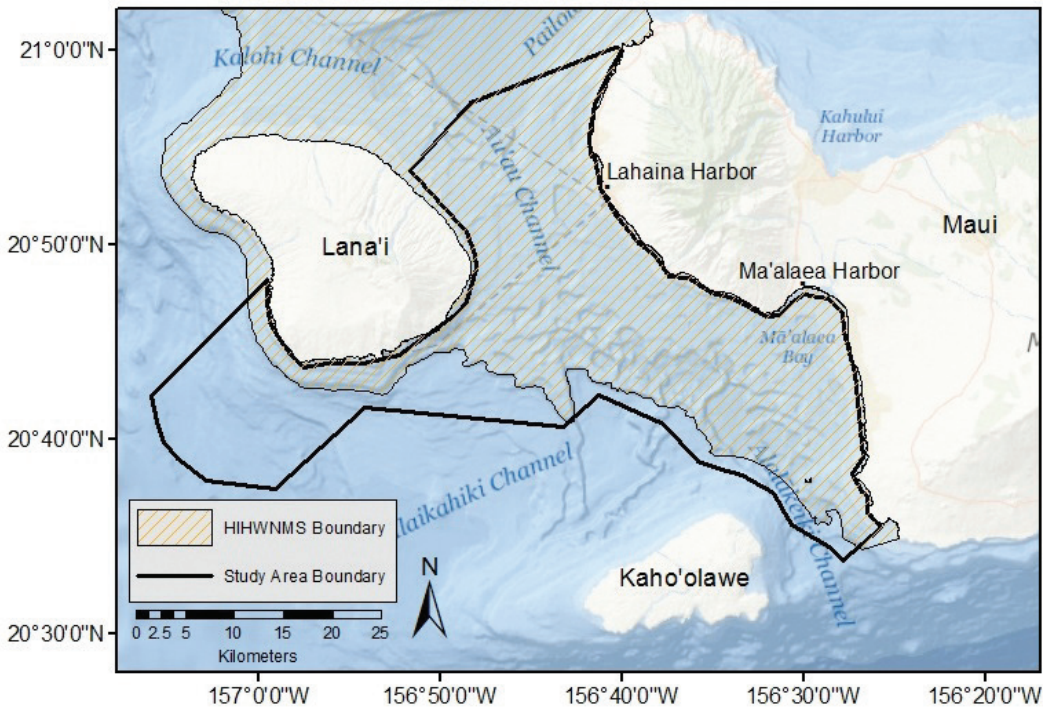 21°0'0"N
20°50'0"N
20°40'0"N
20°30'0"N
Kalohi Channel
Au'au Channel
Kahului
Harbor
Lahaina Harbor
Maui
Lana'i
Ma'alaea Harbor
Mā'alaea
Bay
Alalakeiki Channel
laikahiki Channel
Kaho'olawe
HIHWNMS Boundary
Study Area Boundary
0 2.5 5 10 15 20 25
Kilometers
N
157°0'0"W 156°50'0"W 156°40'0"W 156°30'0"W 156°20'0"W